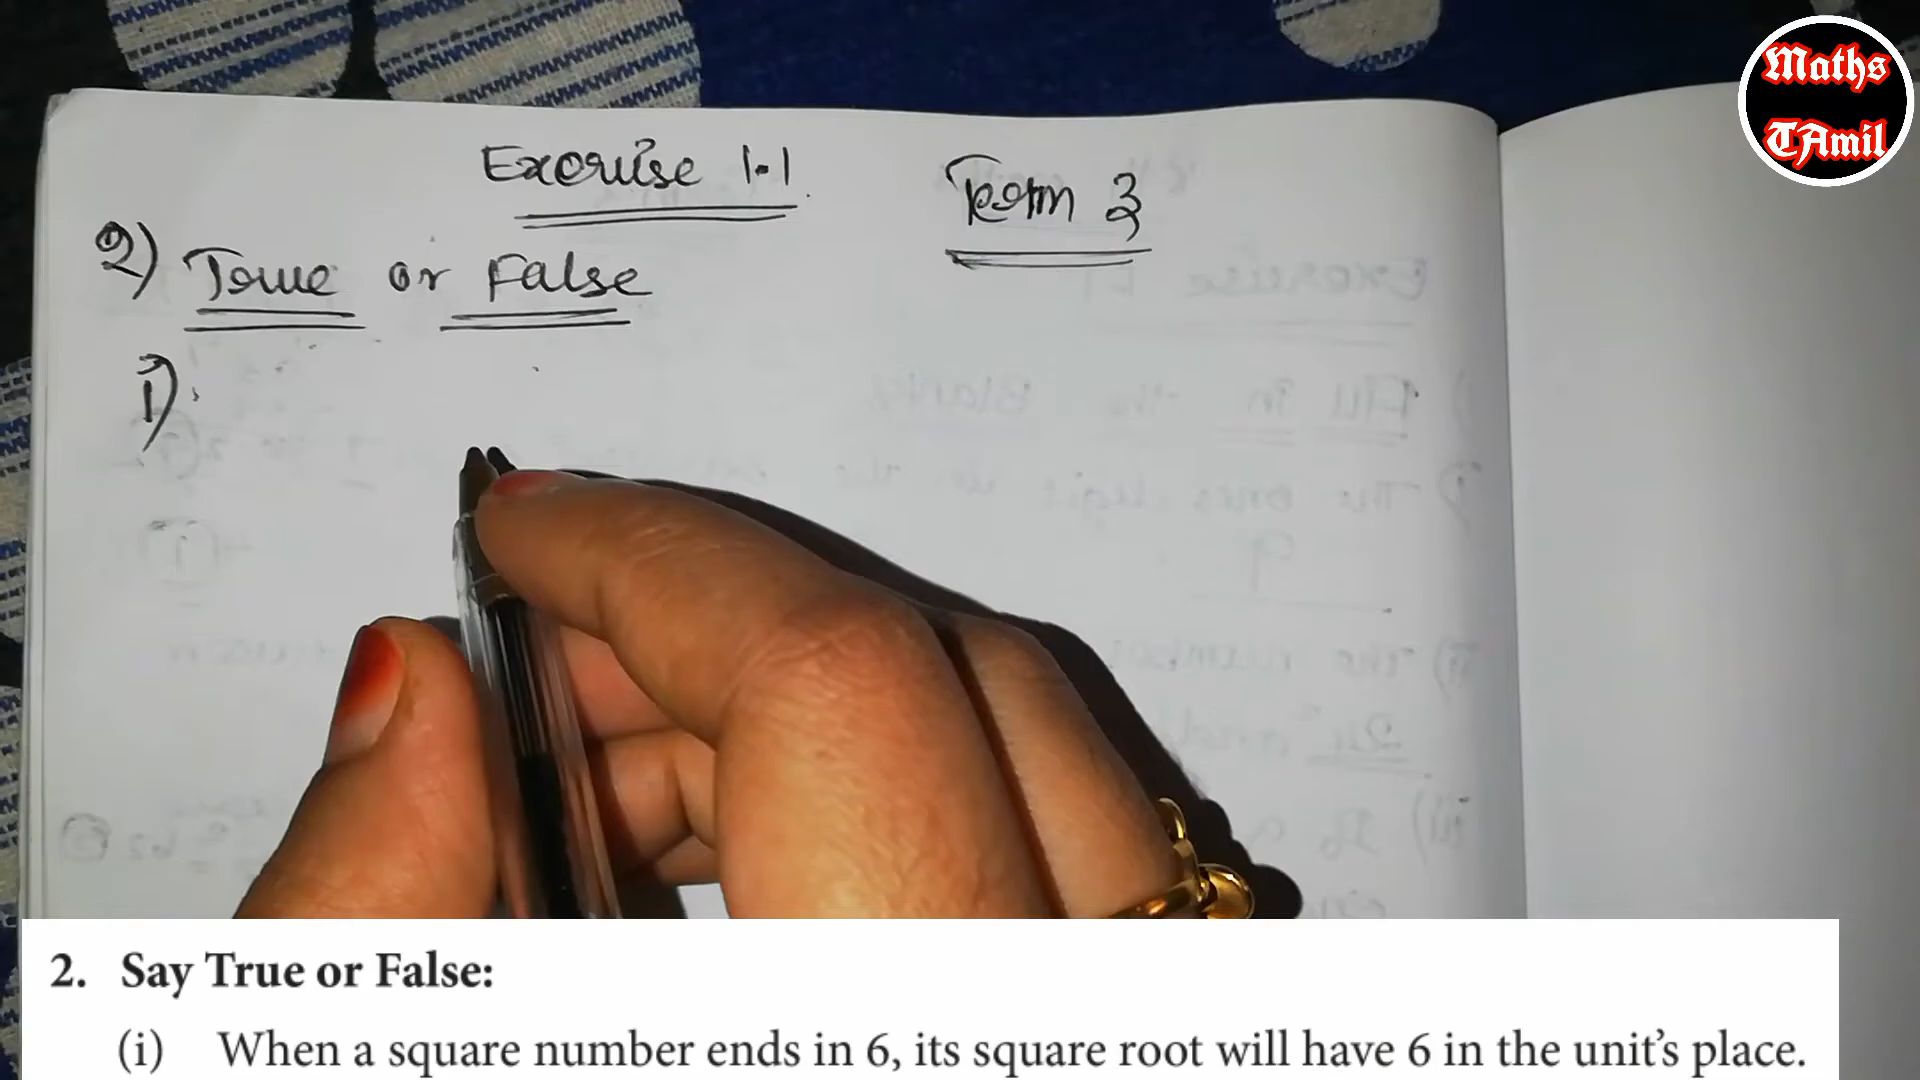 Maths
TAmil
Exercise 1.1
Term 3
2) True or False
i)
2. Say True or False:
(i) When a square number ends in 6, its square root will have 6 in the unit's place.